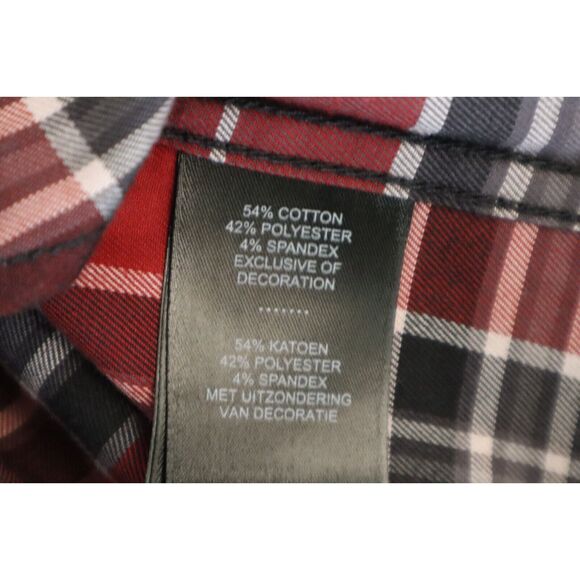 54% COTTON
42% POLYESTER
4% SPANDEX
EXCLUSIVE OF
DECORATION
.......
54% KATOEN
42% POLYESTER
4% SPANDEX
MET UITZONDERING
VAN DECORATIE